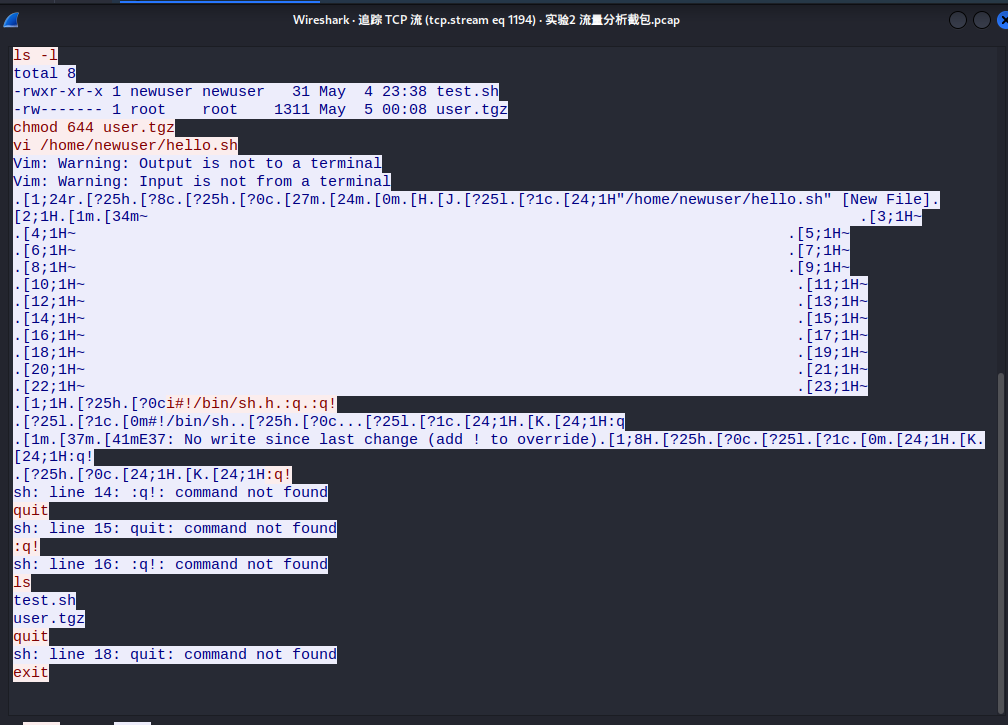 Wireshark · 追踪 TCP 流 (tcp.stream eq 1194) · 实验2 流量分析截包.pcap
ls -l
total 8
-rwxr-xr-x 1 newuser newuser   31 May  4 23:38 test.sh
-rw------- 1 root    root    1311 May  5 00:08 user.tgz
chmod 644 user.tgz
vi /home/newuser/hello.sh
Vim: Warning: Output is not to a terminal
Vim: Warning: Input is not from a terminal
.[1;24r.[?25h.[?8c.[?25h.[?0c.[27m.[24m.[0m.[H.[J.[?25l.[?1c.[24;1H"/home/newuser/hello.sh" [New File].
[2;1H.[1m.[34m~                                                                               .[3;1H~
.[4;1H~                                                                               .[5;1H~
.[6;1H~                                                                               .[7;1H~
.[8;1H~                                                                               .[9;1H~
.[10;1H~                                                                               .[11;1H~
.[12;1H~                                                                               .[13;1H~
.[14;1H~                                                                               .[15;1H~
.[16;1H~                                                                               .[17;1H~
.[18;1H~                                                                               .[19;1H~
.[20;1H~                                                                               .[21;1H~
.[22;1H~                                                                               .[23;1H~
.[1;1H.[?25h.[?0ci#!/bin/sh.h.:q.:q!
.[?25l.[?1c.[0m#!/bin/sh..[?25h.[?0c...[?25l.[?1c.[24;1H.[K.[24;1H:q
.[1m.[37m.[41mE37: No write since last change (add ! to override).[1;8H.[?25h.[?0c.[?25l.[?1c.[0m.[24;1H.[K.
[24;1H:q!
.[?25h.[?0c.[24;1H.[K.[24;1H:q!
sh: line 14: :q!: command not found
quit
sh: line 15: quit: command not found
:q!
sh: line 16: :q!: command not found
ls
test.sh
user.tgz
quit
sh: line 18: quit: command not found
exit